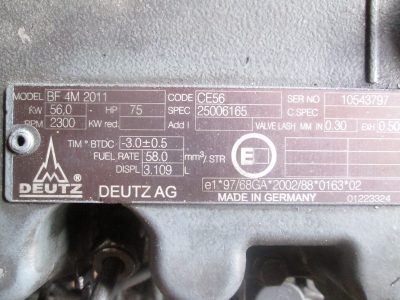 MODEL BF 4M 2011 CODE CE56 SER NO 10543797
KW 56.0 - HP 75 SPEC 25006165 C.SPEC
RPM 2300 KW red. Add I VALVE LASH MM IN 0.30 EXH 0.50
TIM * BTDC -3.0±0.5
FUEL RATE 58.0 mm³/STR
DISPL 3.109 L
E
DEUTZ ® DEUTZ AG
e1*97/68GA*2002/88*0163*02
MADE IN GERMANY 01223324